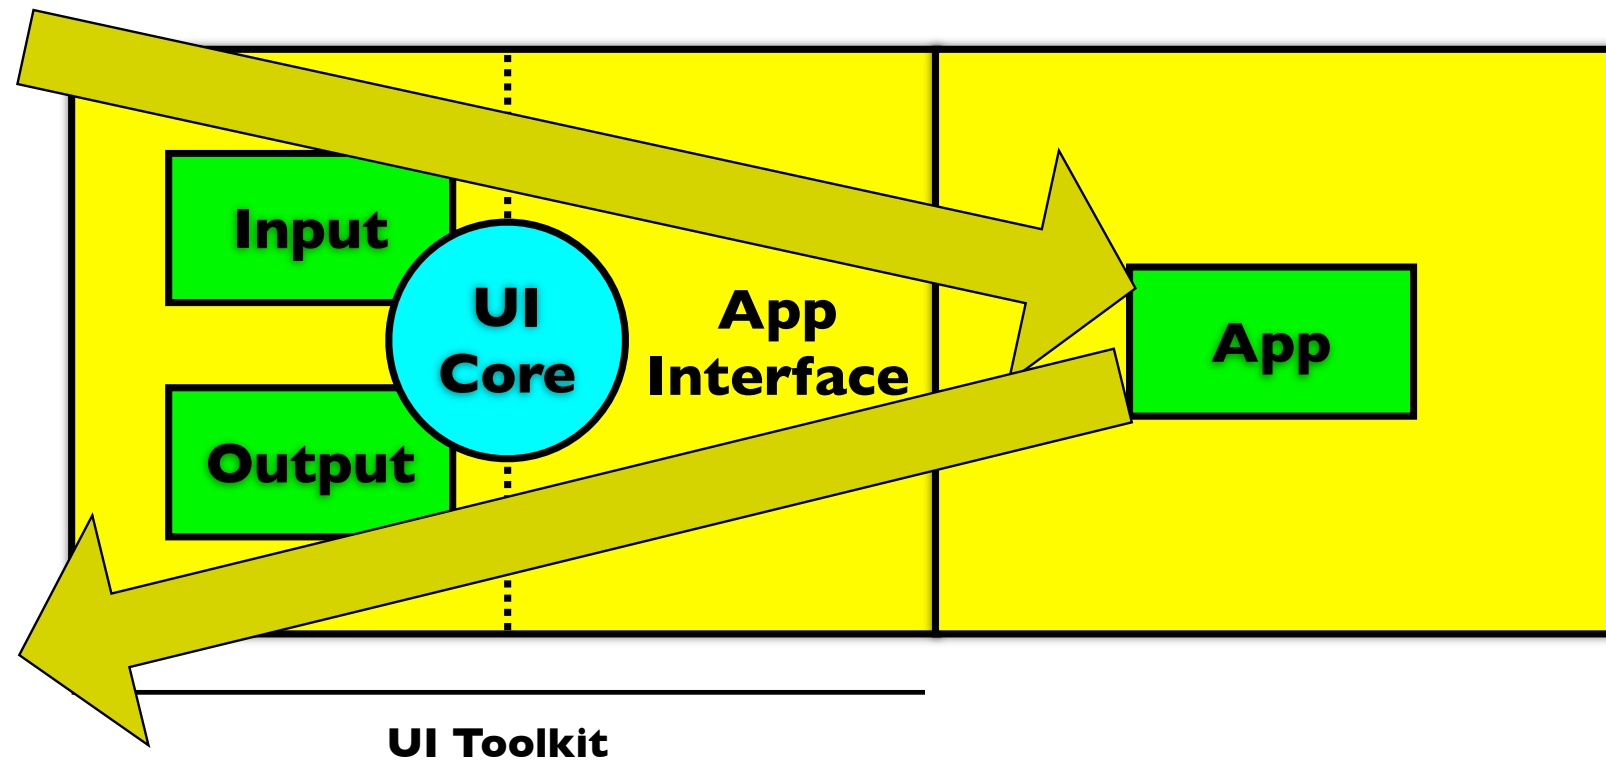 Input
UI
Core
App
Interface
App
Output
UI Toolkit